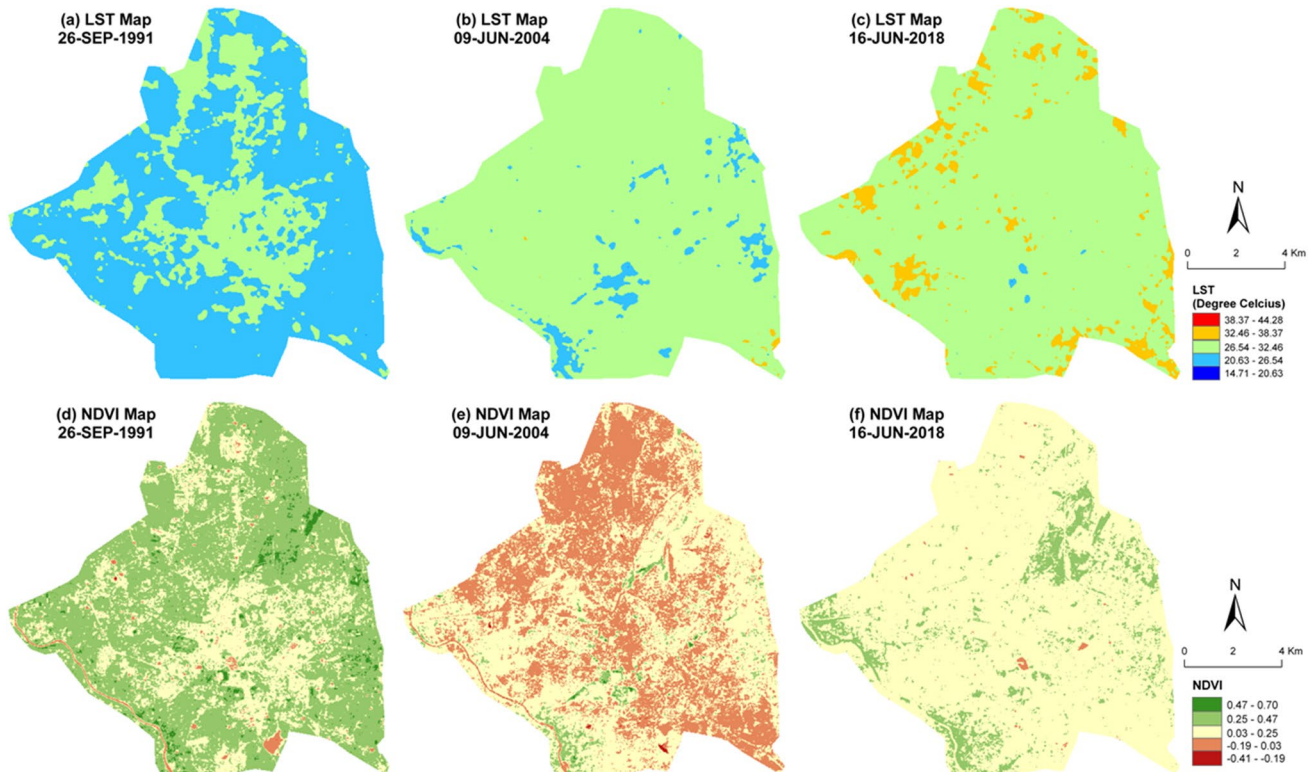 (a) LST Map
26-SEP-1991
(b) LST Map
09-JUN-2004
(c) LST Map
16-JUN-2018
N
0 2 4 Km
LST
(Degree Celcius)
38.37 - 44.28
32.46 - 38.37
26.54 - 32.46
20.63 - 26.54
14.71 - 20.63
(d) NDVI Map
26-SEP-1991
(e) NDVI Map
09-JUN-2004
(f) NDVI Map
16-JUN-2018
N
0 2 4 Km
NDVI
0.47 - 0.70
0.25 - 0.47
0.03 - 0.25
-0.19 - 0.03
-0.41 - -0.19